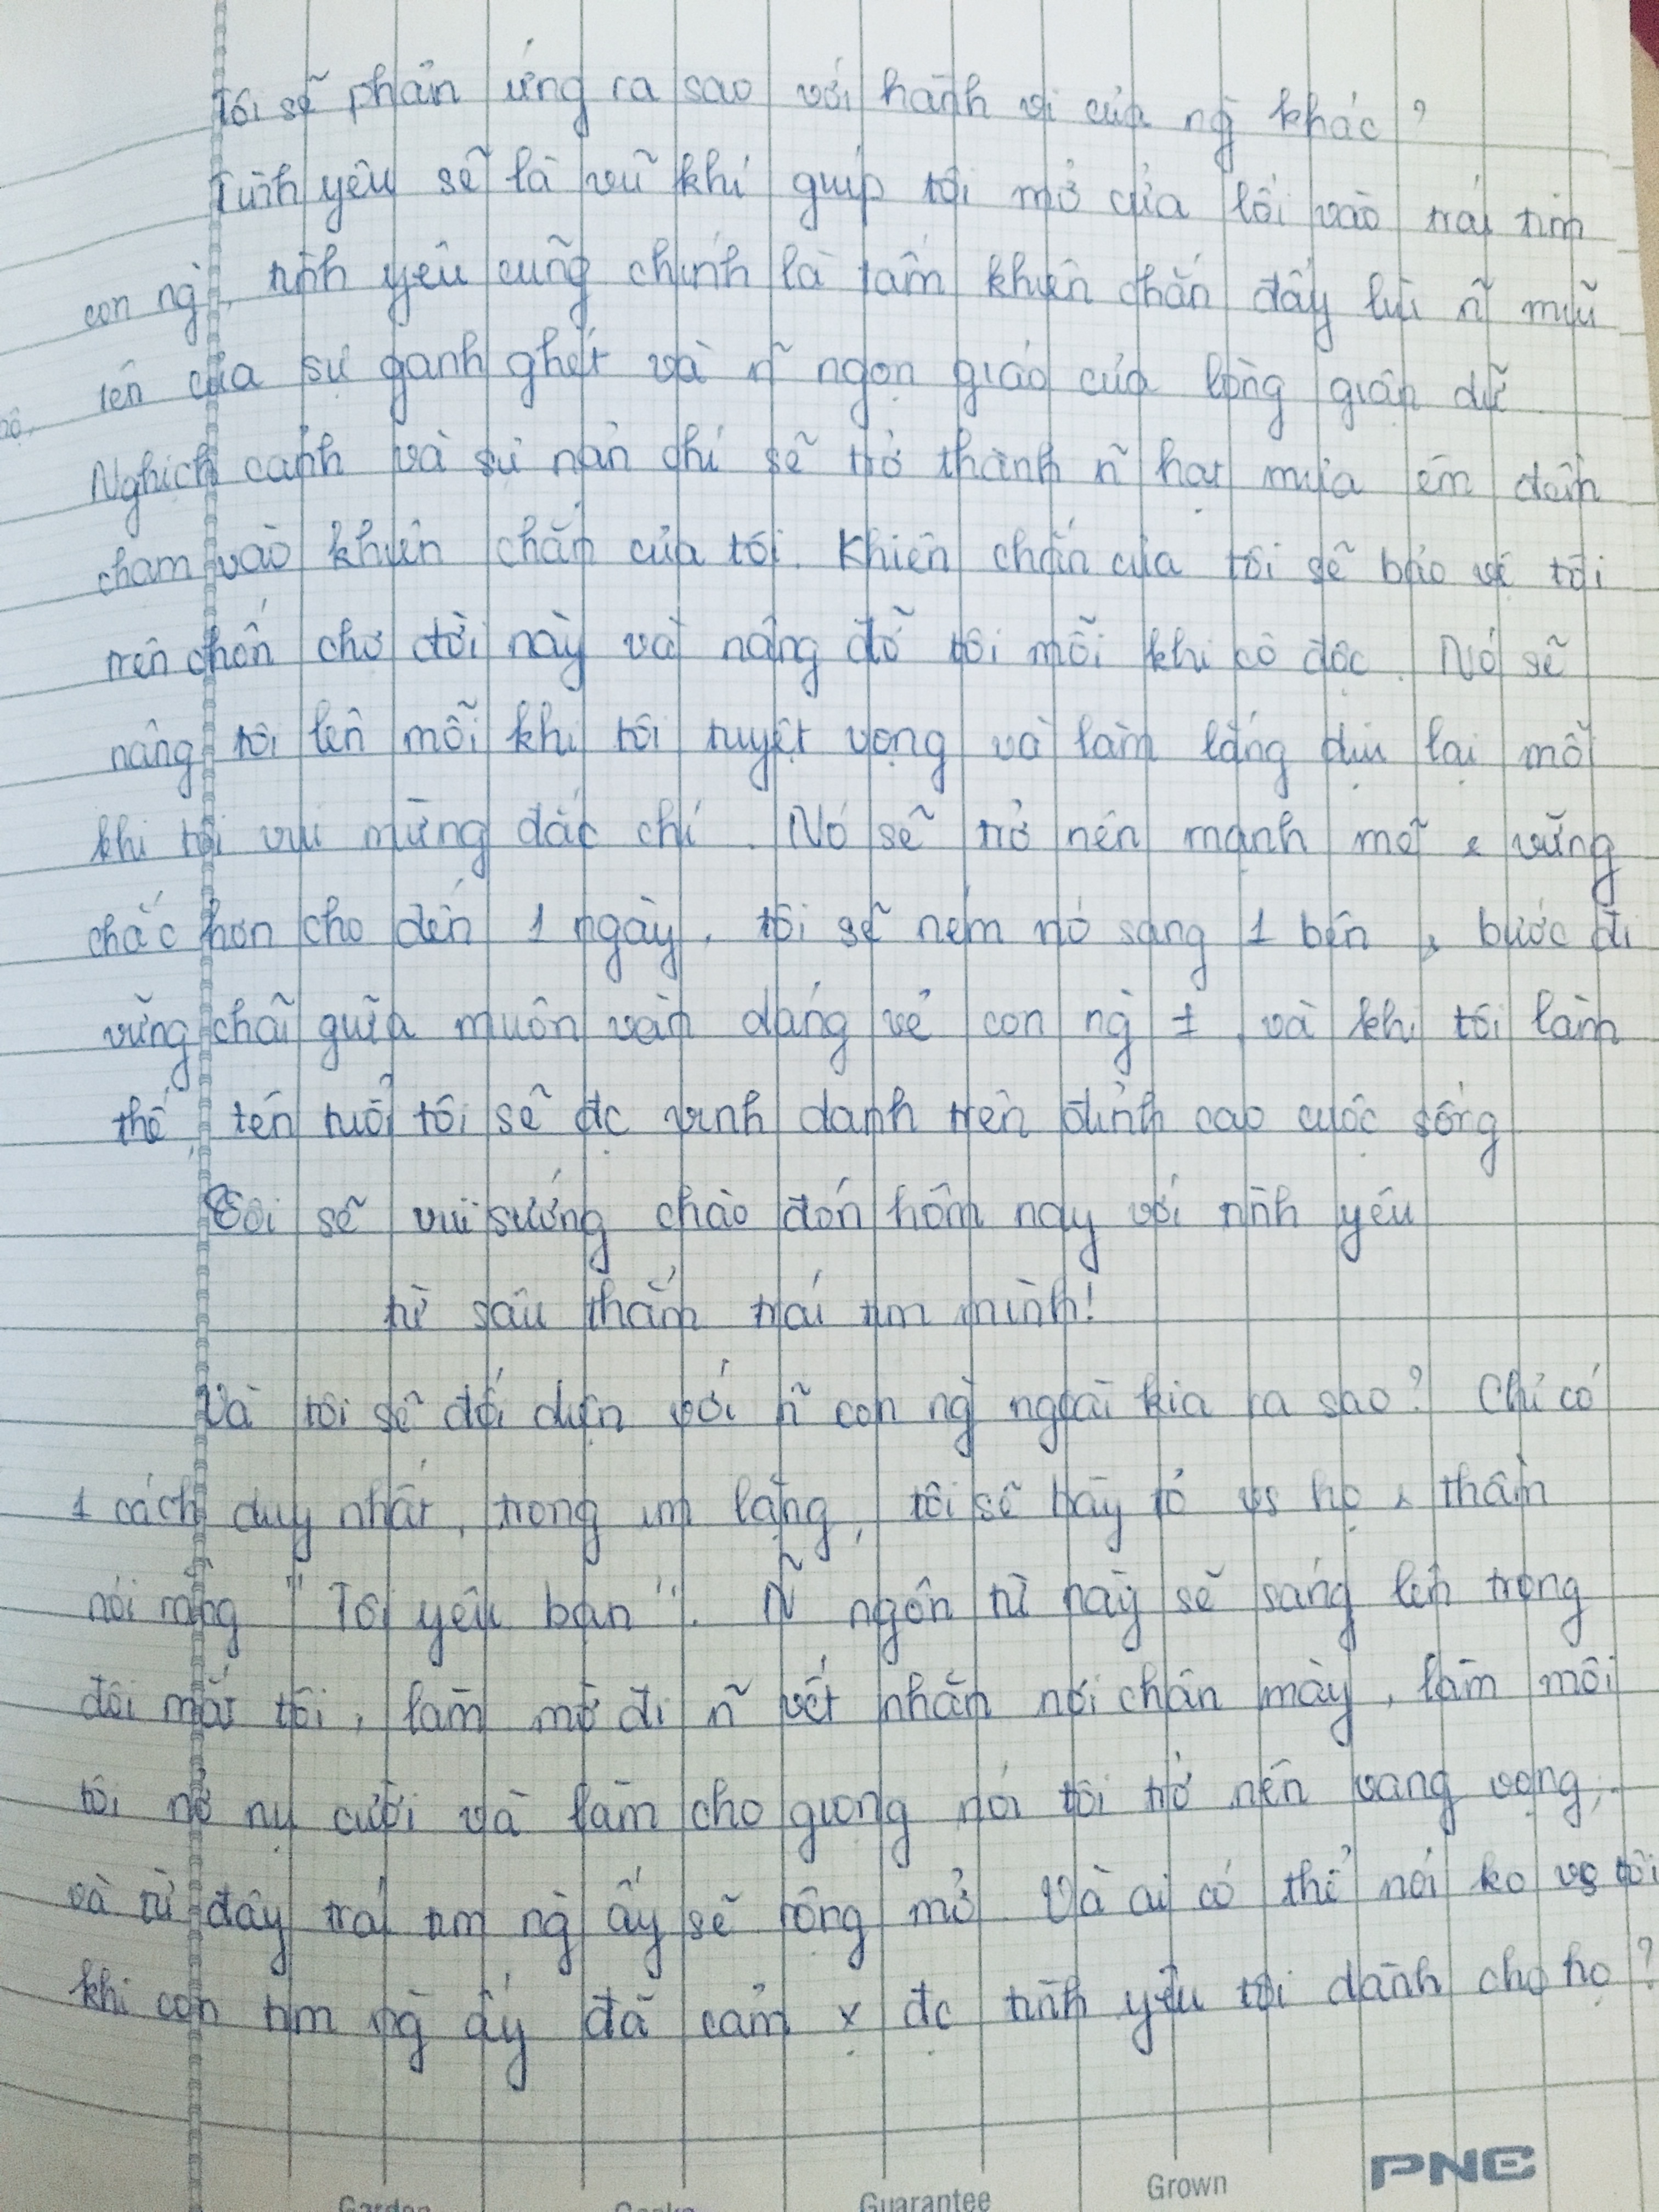 Tôi sẽ phản ứng ra sao với hành vi của ng̀ khác ?
Tình yêu sẽ là vũ khí giúp tôi mở cửa lối vào trái tim
con ng̀, tình yêu cũng chính là tấm khiên chắn đẩy lùi ñ mũi
tên của sự ganh ghét và ñ ngọn giáo của lòng giận dữ
Nghịch cảnh và sự nản chí sẽ trở thành ñ hạt mưa êm đềm
chạm vào khiên chắn của tôi. Khiên chắn của tôi sẽ bảo vệ tôi
trên chốn chợ đời này và nâng đỡ tôi mỗi khi cô độc. Nó sẽ
nâng tôi lên mỗi khi tôi tuyệt vọng và làm lắng dịu lại mỗi
khi tôi vui mừng đắc chí. Nó sẽ trở nên mạnh mẽ & vững
chắc hơn cho đến 1 ngày, tôi sẽ ném nó sang 1 bên & bước đi
vững chãi giữa muôn vàn dáng vẻ con ng̀ ±, và khi tôi làm
thế, tên tuổi tôi sẽ đc vinh danh trên đỉnh cao cuộc sống
Tôi sẽ vui sướng chào đón hôm nay với tình yêu
từ sâu thẳm trái tim mình!
Và tôi sẽ đối diện với ñ con ng̀ ngoài kia ra sao? Chỉ có
1 cách duy nhất, trong im lặng, tôi sẽ bày tỏ vs họ & thầm
nói rằng "Tôi yêu bạn". Ñ ngôn từ này sẽ sáng lên trong
đôi mắt tôi, làm mờ đi ñ vết nhăn nơi chân mày, làm môi
tôi nở nụ cười và làm cho giọng nói tôi trở nên vang vọng,
và từ đây trái tim ng̀ ấy sẽ rộng mở. Và ai có thể nói ko vs tôi
khi con tim ng̀ ấy đã cảm x đc tình yêu tôi dành cho họ?
Garden
Guarantee
Grown
PNE